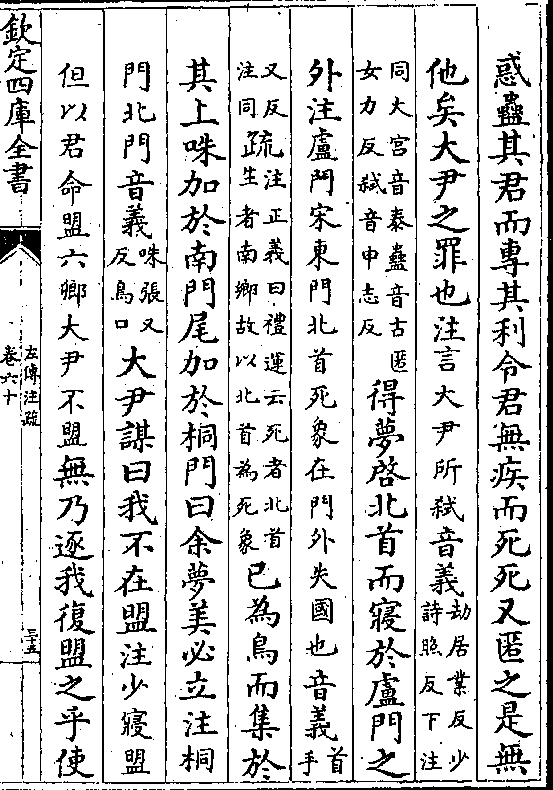 惑蠱其君而專其利令君無疾而死死又匿之是無
他矣大尹之罪也注言大尹所弑音義劫居業反少詩照反下注
同大宮音泰蠱音古匿女力反弑音申志反得夢啓北首而寢於盧門之
外注盧門宋東門北首死象在門外失國也音義首手
又反注同疏注正義曰禮運云死者北首生者南鄉故以北首為死象已為鳥而集於
其上咮加於南門尾加於桐門曰余夢美必立注桐
門北門音義咮張又反鳥口大尹謀曰我不在盟注少寢盟
但以君命盟六卿大尹不盟無乃逐我復盟之乎使
欽定四庫全書
左傳注疏
卷六十
三十五